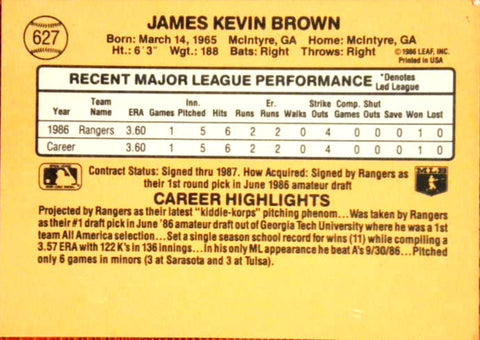 627
JAMES KEVIN BROWN
Born: March 14, 1965 McIntyre, GA Home: McIntyre, GA
Ht.: 6'3" Wgt.: 188 Bats: Right Throws: Right
©1986 LEAF, INC.
Printed in USA
RECENT MAJOR LEAGUE PERFORMANCE *Denotes Led League
Year Team Name ERA Games Inn. Pitched Hits Runs Er. Runs Walks Strike Outs Comp. Games Shut Outs Save Won Lost
1986 Rangers 3.60 1 5 6 2 2 0 4 0 0 0 1 0
Career 3.60 1 5 6 2 2 0 4 0 0 0 1 0
Contract Status: Signed thru 1987. How Acquired: Signed by Rangers as
their 1st round pick in June 1986 amateur draft
MLB
CAREER HIGHLIGHTS
Projected by Rangers as their latest "kiddie-korps" pitching phenom...Was taken by Rangers
as their #1 draft pick in June '86 amateur draft out of Georgia Tech University where he was a 1st
team All America selection...Set a single season school record for wins (11) while compiling a
3.57 ERA with 122 K's in 136 innings...In his only ML appearance he beat A's 9/30/86...Pitched
only 6 games in minors (3 at Sarasota and 3 at Tulsa).